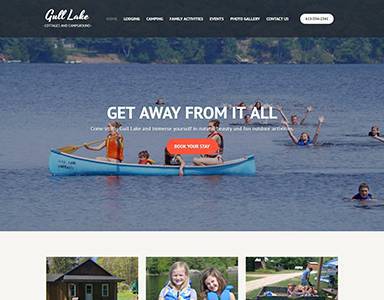 Gull Lake
COTTAGES AND CAMPGROUND
HOME LODGING CAMPING FAMILY ACTIVITIES EVENTS PHOTO GALLERY CONTACT US
GET AWAY FROM IT ALL
Come visit Gull Lake and immerse yourself in natural beauty and fun outdoor activities.
BOOK YOUR STAY